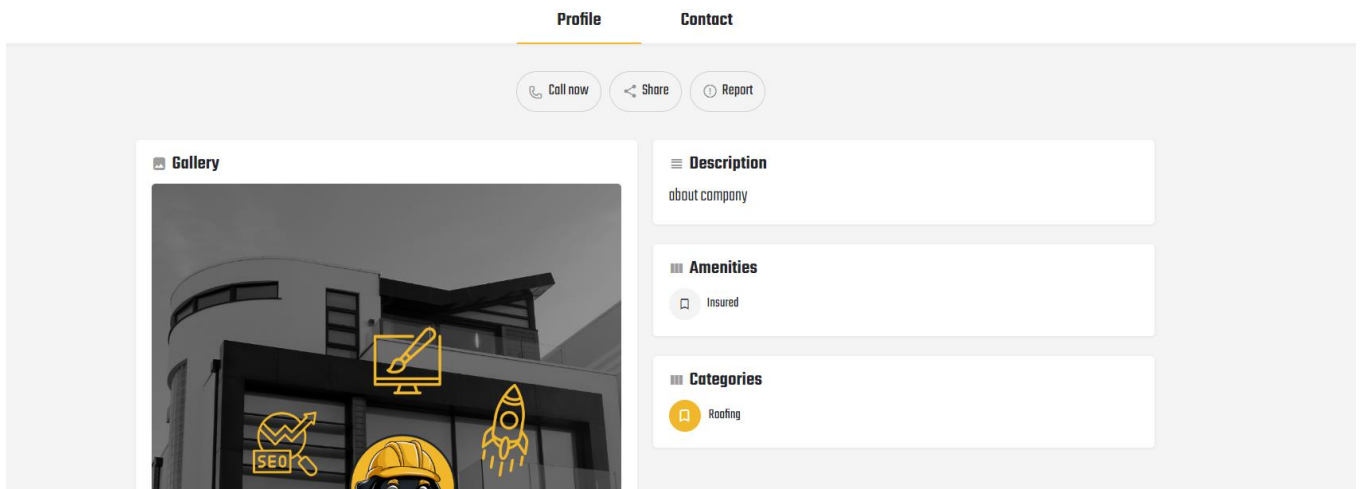 Profile
Contact
Call now
Share
Report
Gallery
SEO
Description
about company
Amenities
Insured
Categories
Roofing